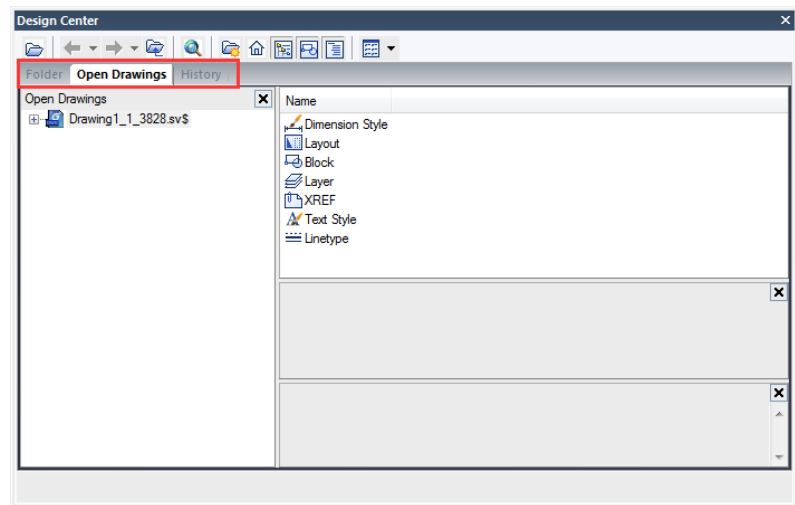 Design Center
Folder Open Drawings History
Open Drawings
Drawing1_1_3828.sv$
Name
Dimension Style
Layout
Block
Layer
XREF
Text Style
Linetype